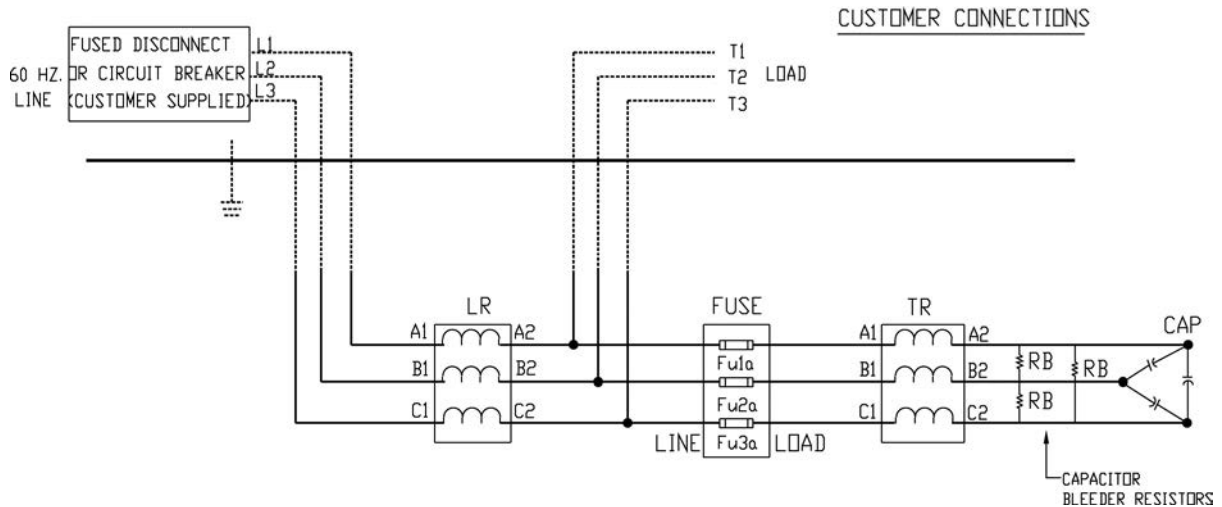 CUSTOMER CONNECTIONS
FUSED DISCONNECT
L1
60 HZ.
OR CIRCUIT BREAKER
L2
LINE
(CUSTOMER SUPPLIED)
L3
T1
T2 LOAD
T3
LR
FUSE
TR
CAP
A1
A2
Fu1a
A1
A2
B1
B2
Fu2a
B1
B2
RB
RB
RB
C1
C2
Fu3a
C1
C2
LINE
LOAD
CAPACITOR
BLEEDER RESISTORS